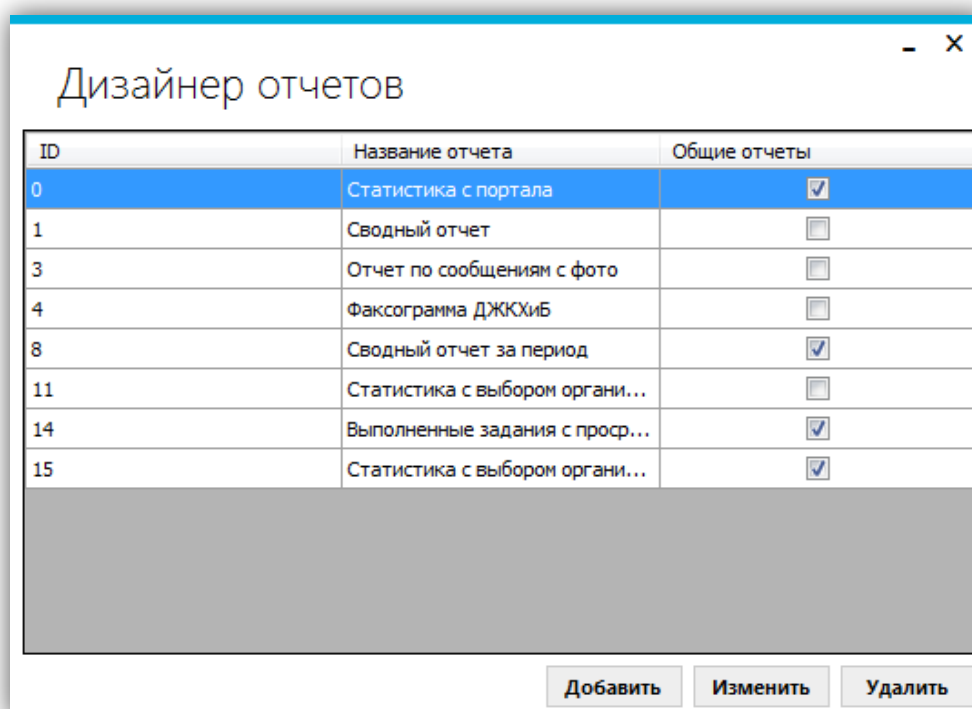 Дизайнер отчетов
ID Название отчета Общие отчеты
0 Статистика с портала
1 Сводный отчет
3 Отчет по сообщениям с фото
4 Факсограмма ДЖКХиБ
8 Сводный отчет за период
11 Статистика с выбором органи...
14 Выполненные задания с проср...
15 Статистика с выбором органи...
Добавить Изменить Удалить